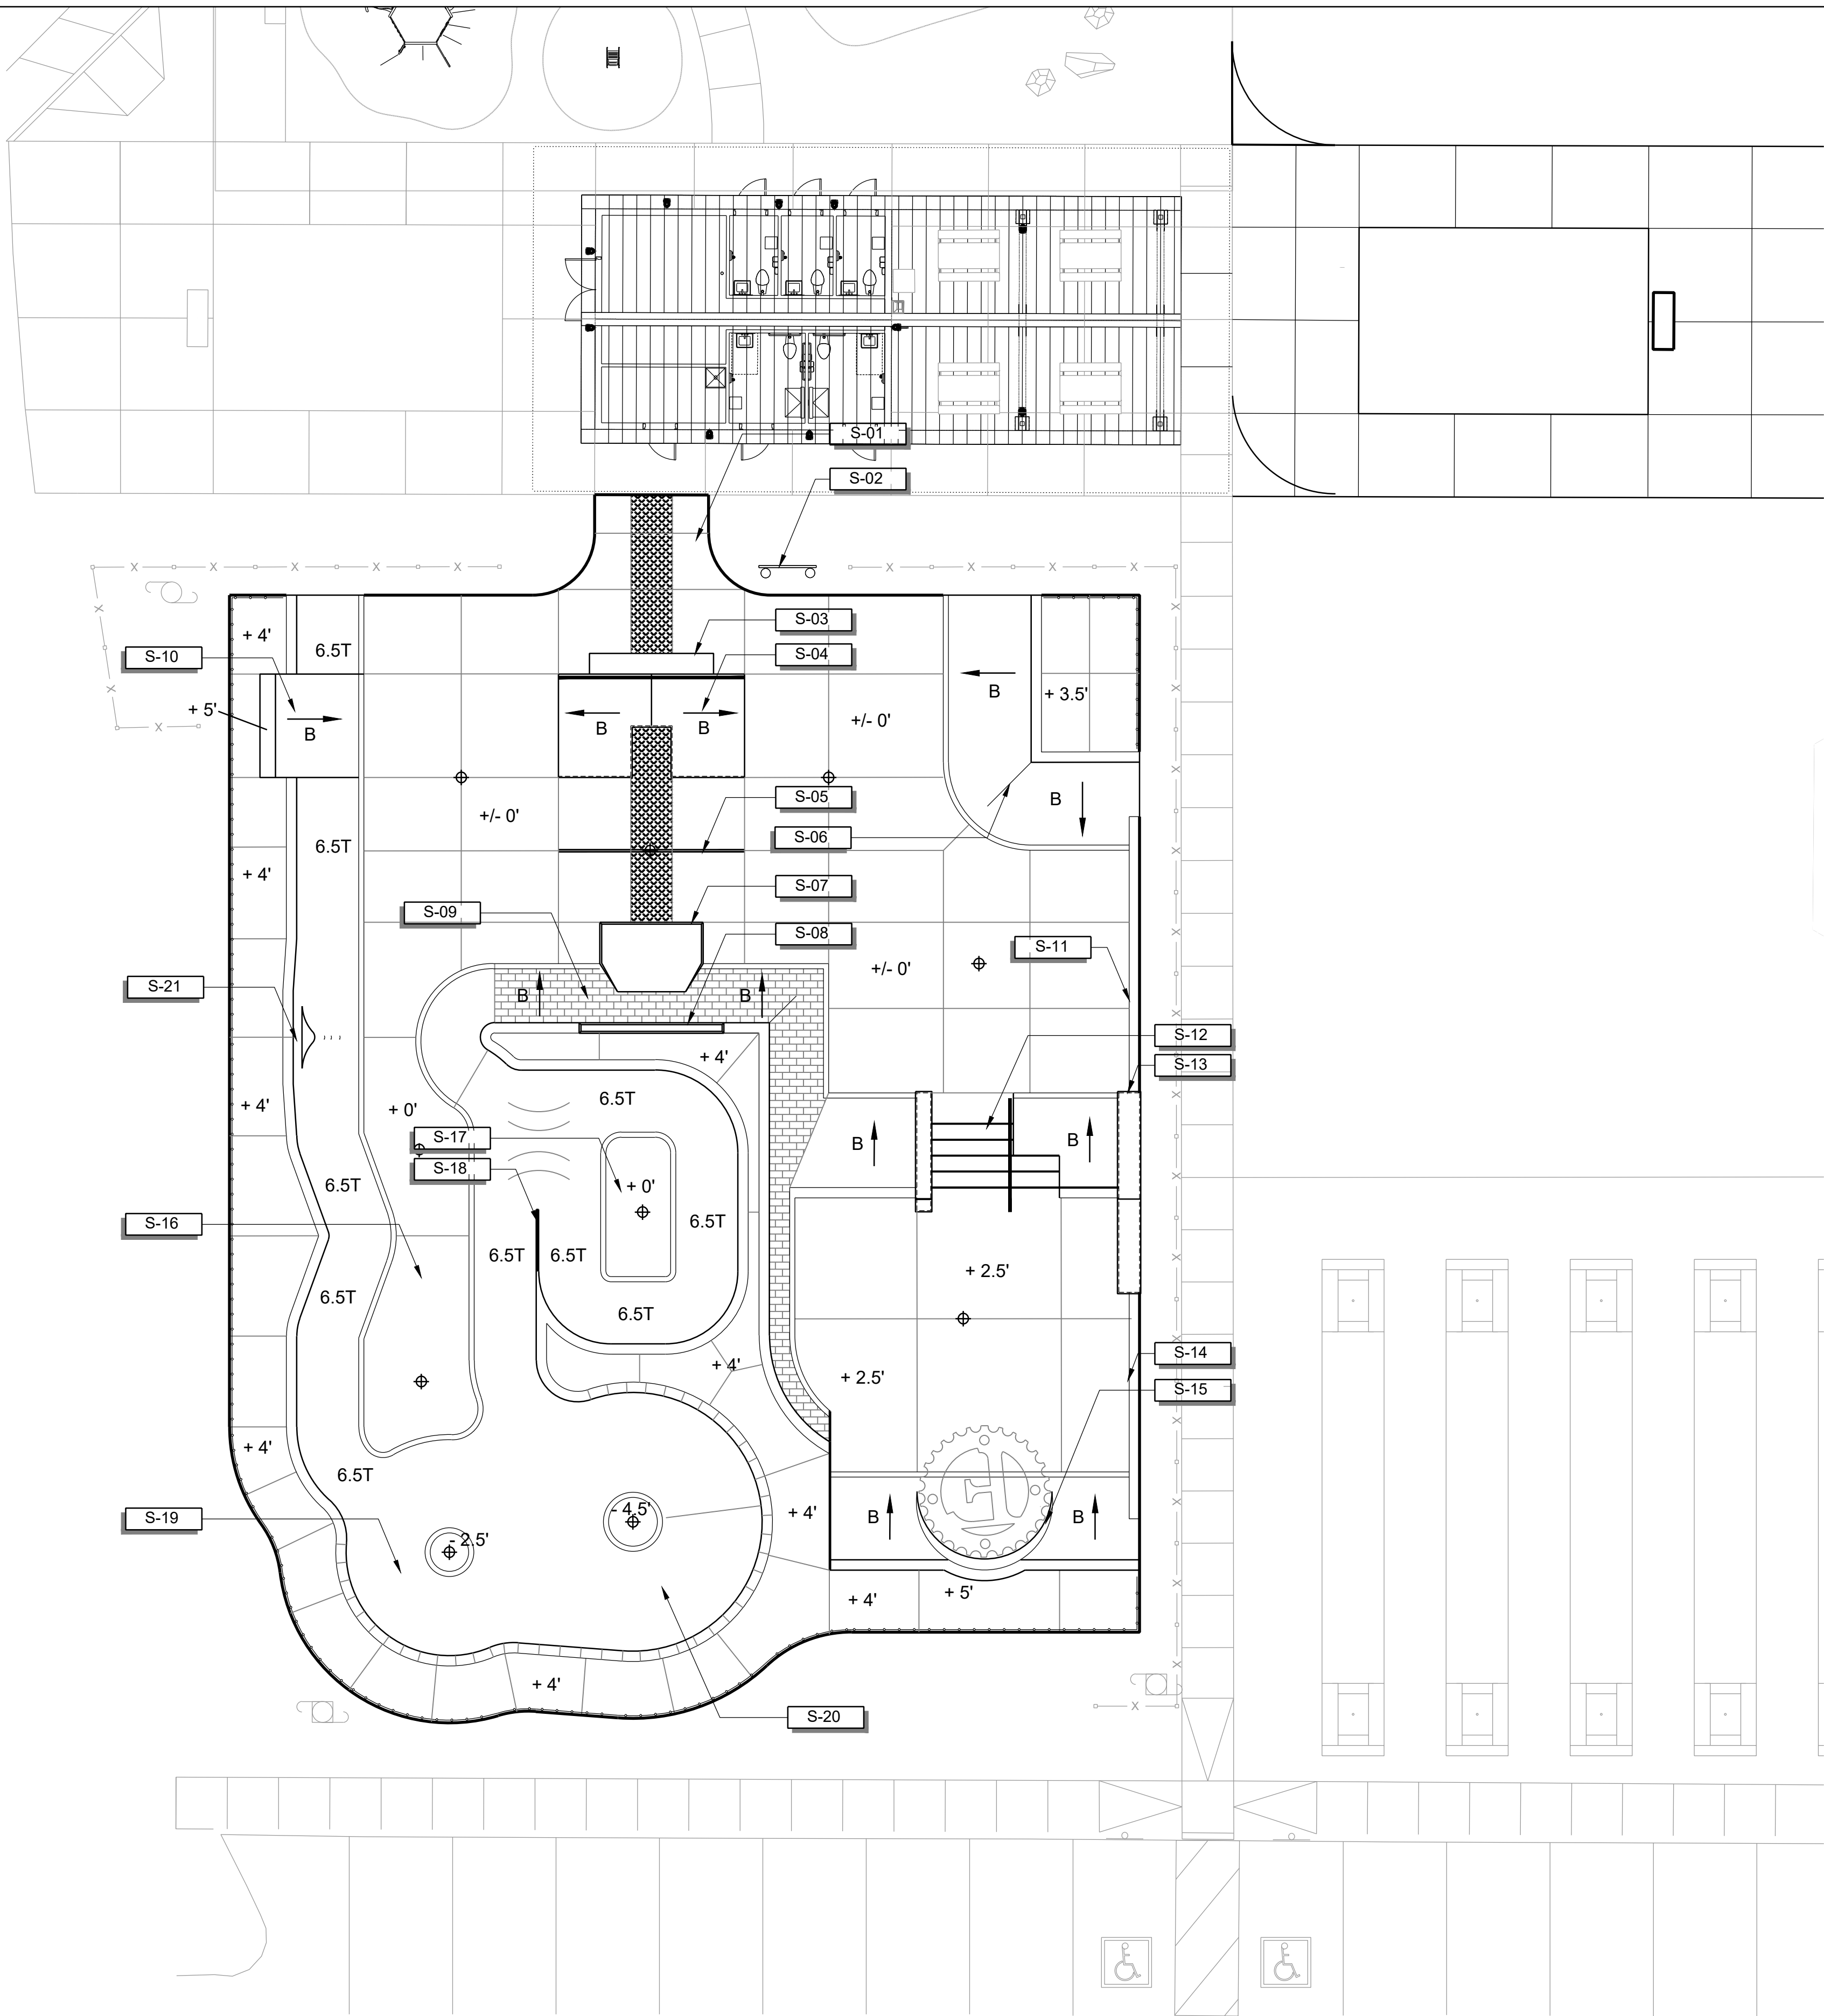 S-01
S-02
S-03
+ 4'
6.5T
S-10
S-04
B
+ 3.5'
+ 5'
B
B
B
+/- 0'
S-05
B
+/- 0'
S-06
6.5T
+ 4'
S-07
S-09
S-08
S-11
+/- 0'
S-21
B
B
S-12
+ 4'
S-13
6.5T
+ 4'
+ 0'
S-17
B
B
S-18
6.5T
+ 0'
S-16
6.5T
6.5T
6.5T
+ 2.5'
6.5T
6.5T
S-14
+ 4'
+ 2.5'
S-15
+ 4'
6.5T
- 4.5'
+ 4'
S-19
B
B
- 2.5'
+ 4'
+ 5'
+ 4'
S-20